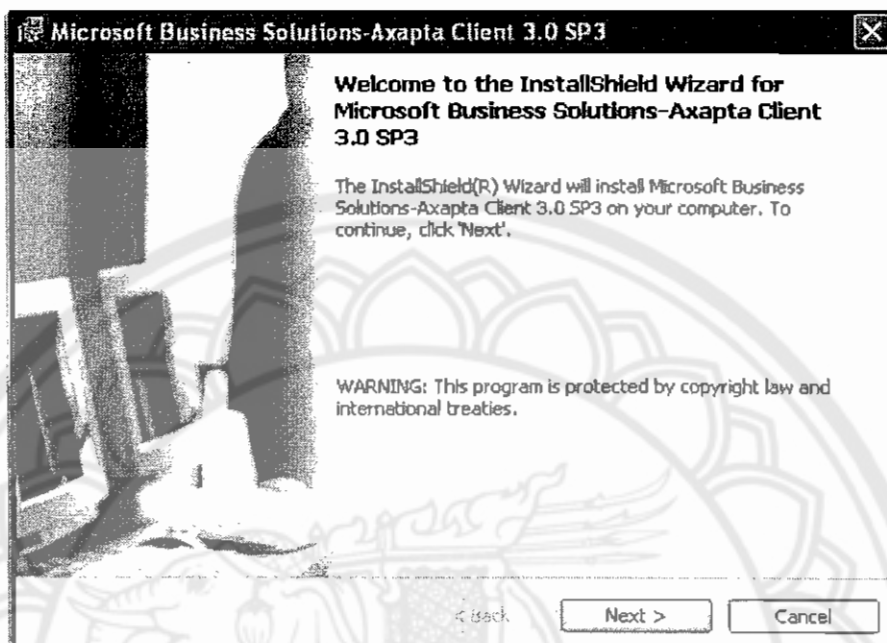 Microsoft Business Solutions-Axapta Client 3.0 SP3
Welcome to the InstallShield Wizard for
Microsoft Business Solutions-Axapta Client
3.0 SP3
The InstallShield(R) Wizard will install Microsoft Business
Solutions-Axapta Client 3.0 SP3 on your computer. To
continue, click 'Next'.
WARNING: This program is protected by copyright law and
international treaties.
< Back
Next >
Cancel